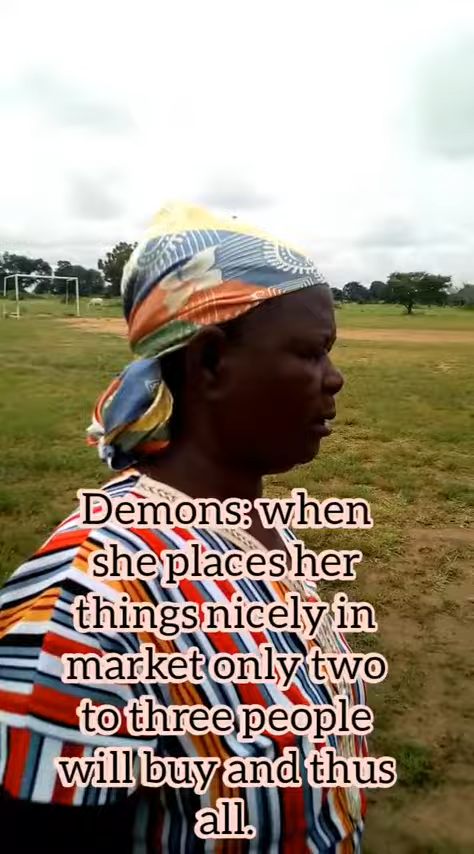 Demons: when
she places her
things nicely in
market only two
to three people
will buy and thus
all.